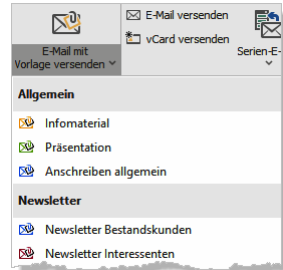 E-Mail mit
Vorlage versenden
E-Mail versenden
vCard versenden
Serien-E-
Allgemein
Infomaterial
Präsentation
Anschreiben allgemein
Newsletter
Newsletter Bestandskunden
Newsletter Interessenten